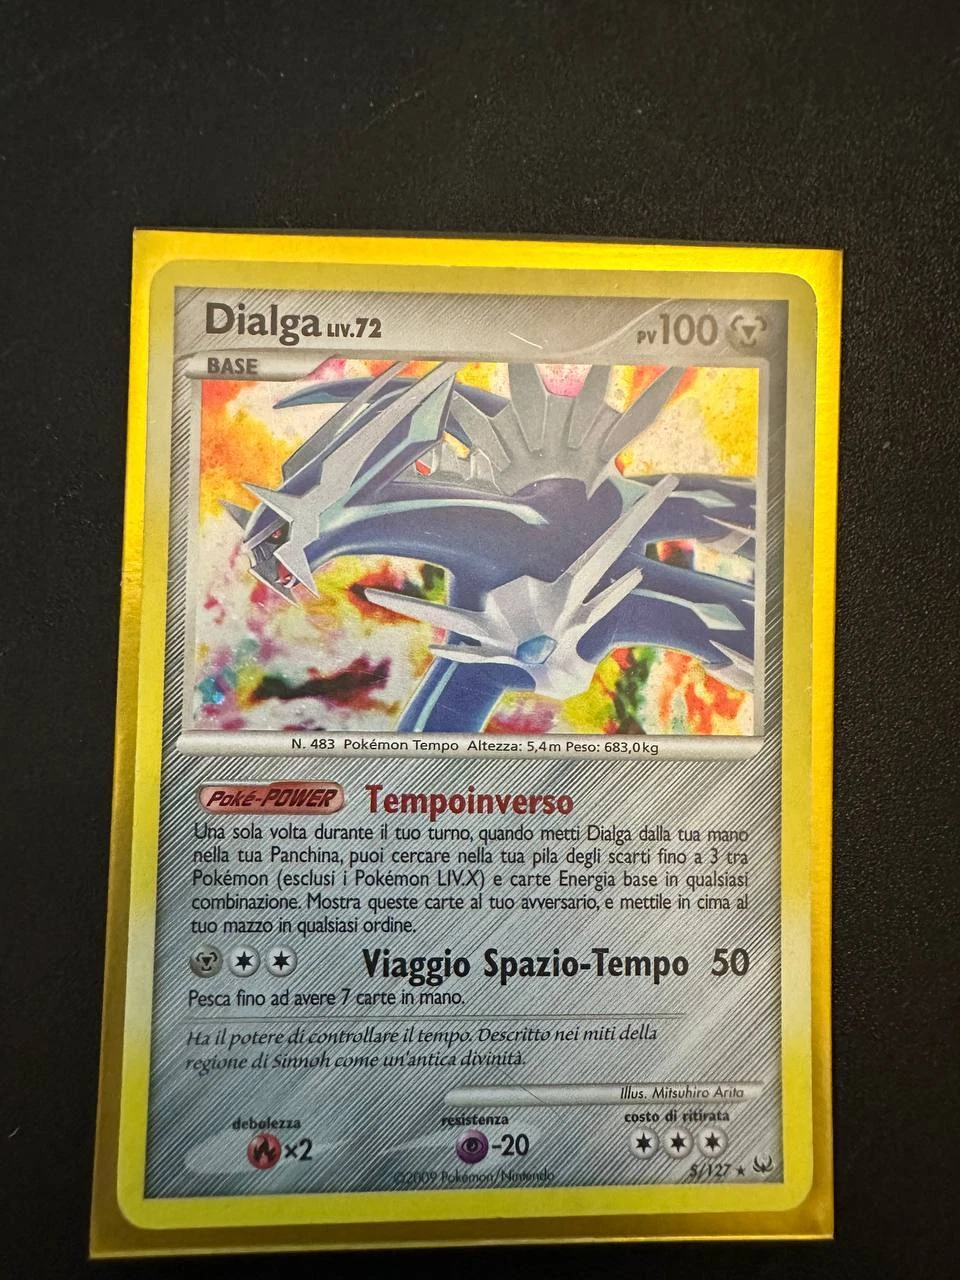 Dialga LIV.72 PV 100
BASE
N. 483 Pokémon Tempo Altezza: 5,4 m Peso: 683,0 kg
Poké-POWER Tempoinverso
Una sola volta durante il tuo turno, quando metti Dialga dalla tua mano
nella tua Panchina, puoi cercare nella tua pila degli scarti fino a 3 tra
Pokémon (esclusi i Pokémon LIV.X) e carte Energia base in qualsiasi
combinazione. Mostra queste carte al tuo avversario, e mettile in cima al
tuo mazzo in qualsiasi ordine.
Viaggio Spazio-Tempo 50
Pesca fino ad avere 7 carte in mano.
Ha il potere di controllare il tempo. Descritto nei miti della
regione di Sinnoh come un'antica divinità.
Illus. Mitsuhiro Arita
debolezza resistenza costo di ritirata
×2 -20
©2009 Pokémon/Nintendo 5/127 ★